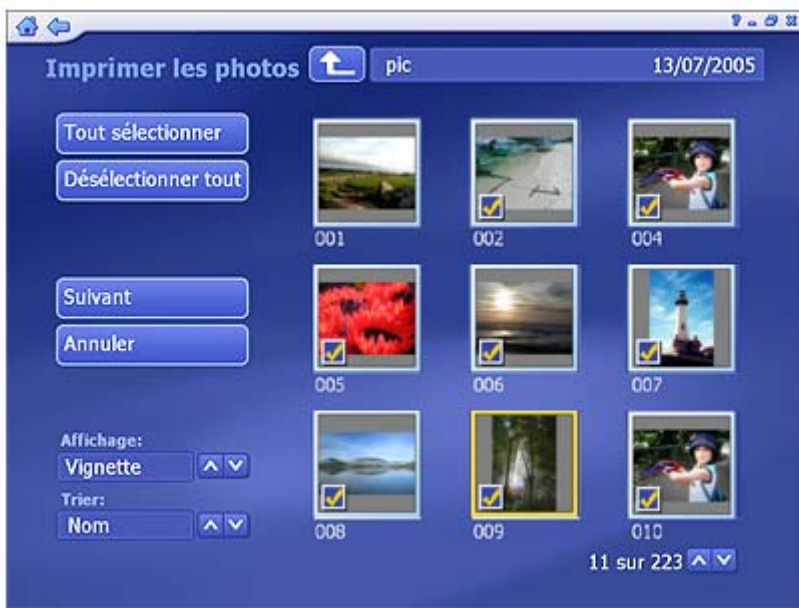 Imprimer les photos
pic 13/07/2005
Tout sélectionner
Désélectionner tout
Suivant
Annuler
Affichage:
Vignette
Trier:
Nom
001 002 004
005 006 007
008 009 010
11 sur 223